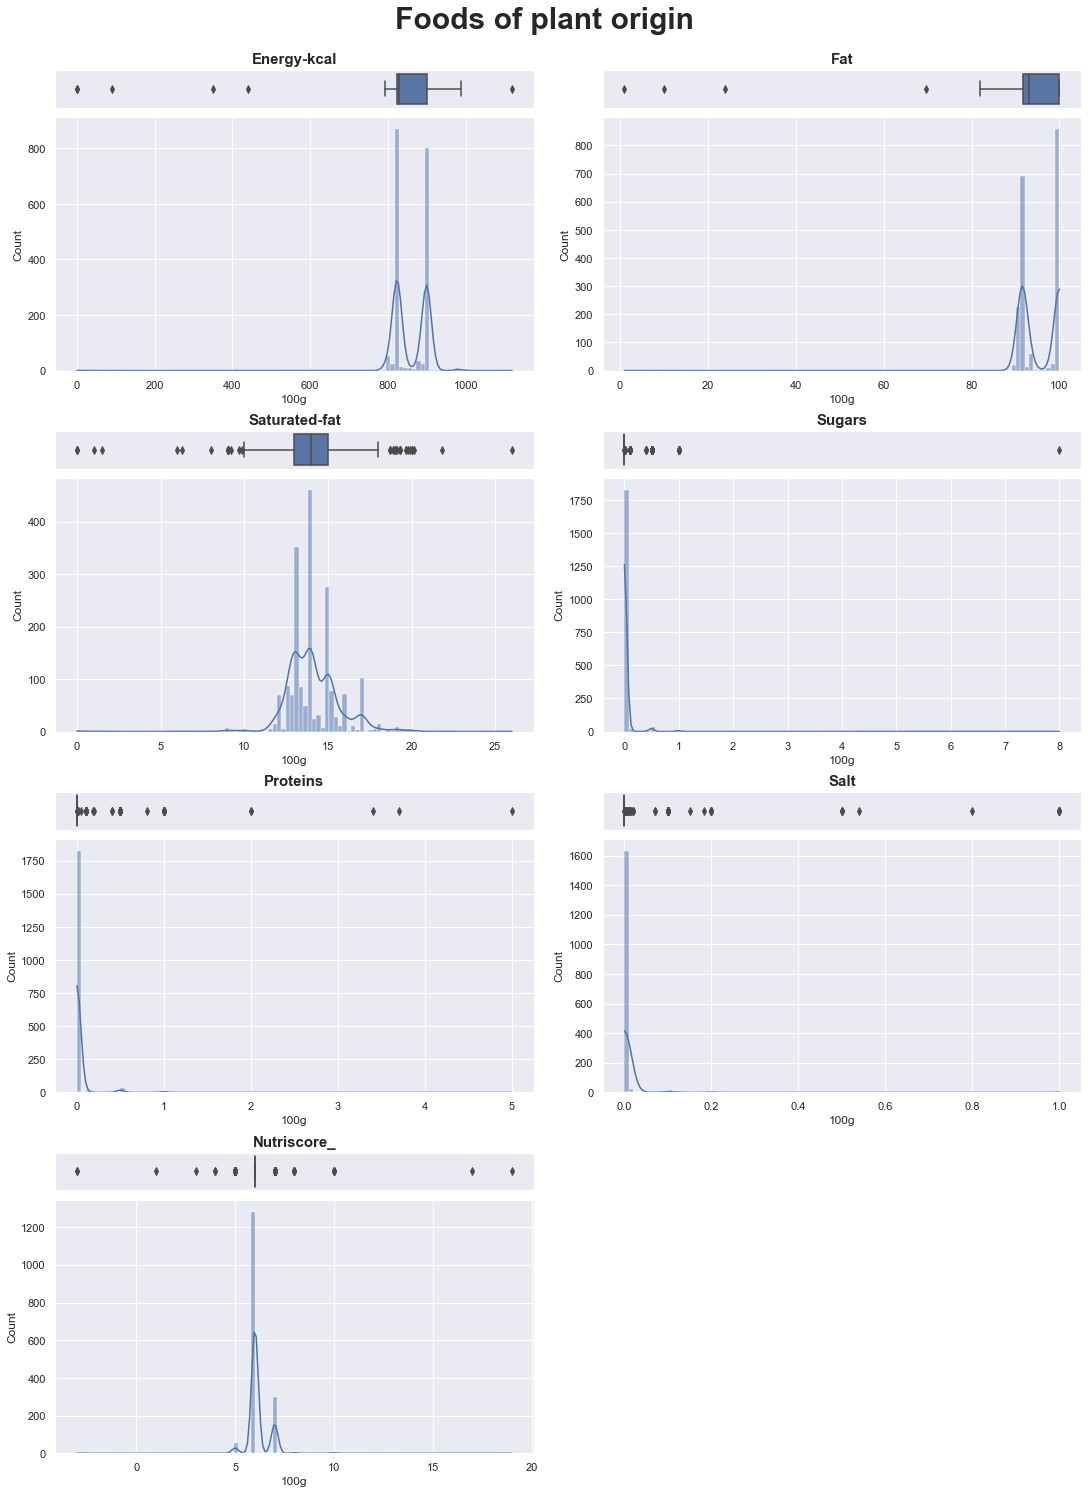 Foods of plant origin
Energy-kcal
Count
800
600
400
200
0
0 200 400 600 800 1000
100g
Fat
Count
800
700
600
500
400
300
200
100
0
0 20 40 60 80 100
100g
Saturated-fat
Count
400
300
200
100
0
0 5 10 15 20 25
100g
Sugars
Count
1750
1500
1250
1000
750
500
250
0
0 1 2 3 4 5 6 7 8
100g
Proteins
Count
1750
1500
1250
1000
750
500
250
0
0 1 2 3 4 5
100g
Salt
Count
1600
1400
1200
1000
800
600
400
200
0
0.0 0.2 0.4 0.6 0.8 1.0
100g
Nutriscore_
Count
1200
1000
800
600
400
200
0
0 5 10 15 20
100g